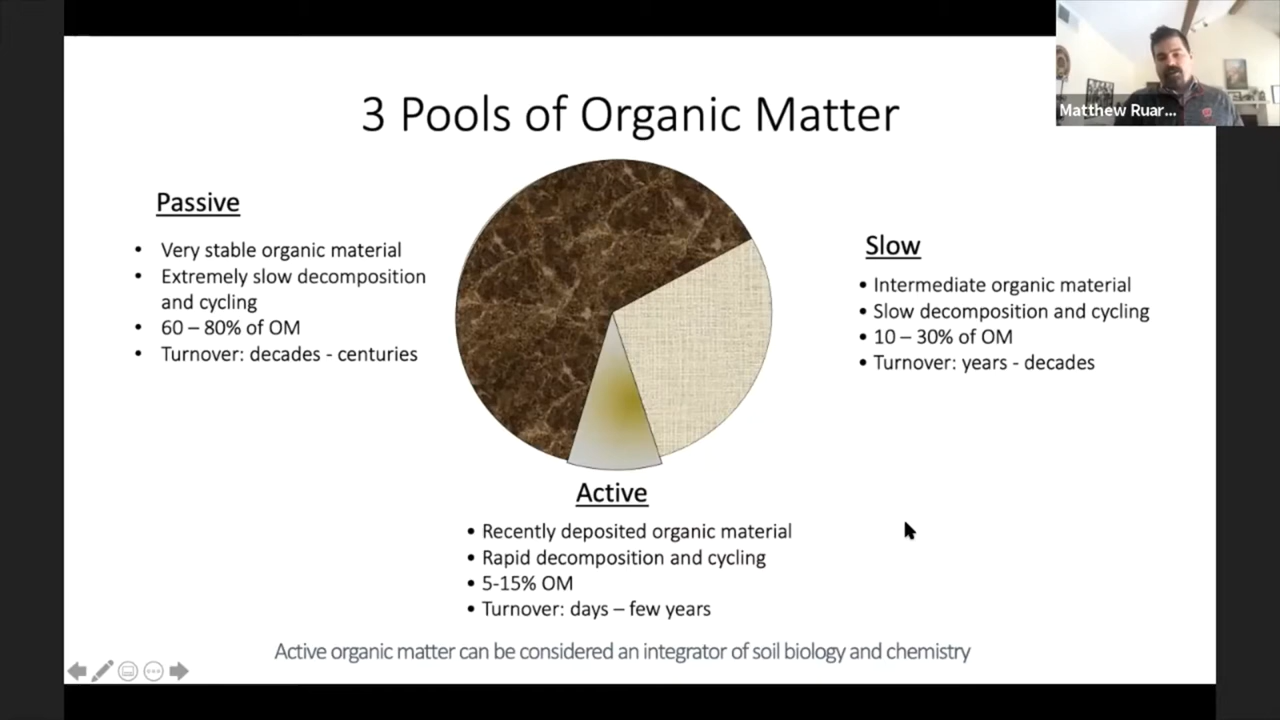 3 Pools of Organic Matter
Matthew Ruar...
Passive
• Very stable organic material
• Extremely slow decomposition
and cycling
• 60 – 80% of OM
• Turnover: decades - centuries
Slow
• Intermediate organic material
• Slow decomposition and cycling
• 10 – 30% of OM
• Turnover: years - decades
Active
• Recently deposited organic material
• Rapid decomposition and cycling
• 5-15% OM
• Turnover: days – few years
Active organic matter can be considered an integrator of soil biology and chemistry